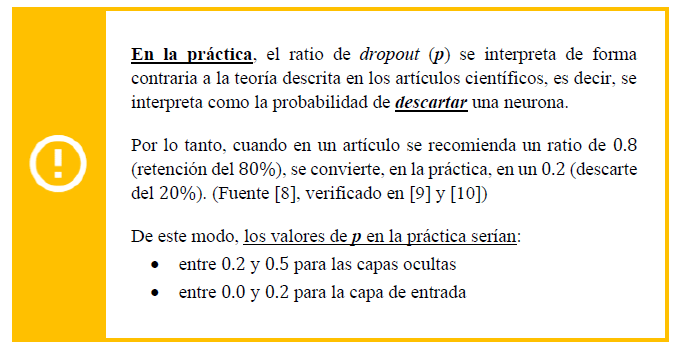 En la práctica, el ratio de dropout (p) se interpreta de forma
contraria a la teoría descrita en los artículos científicos, es decir, se
interpreta como la probabilidad de descartar una neurona.
Por lo tanto, cuando en un artículo se recomienda un ratio de 0.8
(retención del 80%), se convierte, en la práctica, en un 0.2 (descarte
del 20%). (Fuente [8], verificado en [9] y [10])
De este modo, los valores de p en la práctica serían:
• entre 0.2 y 0.5 para las capas ocultas
• entre 0.0 y 0.2 para la capa de entrada